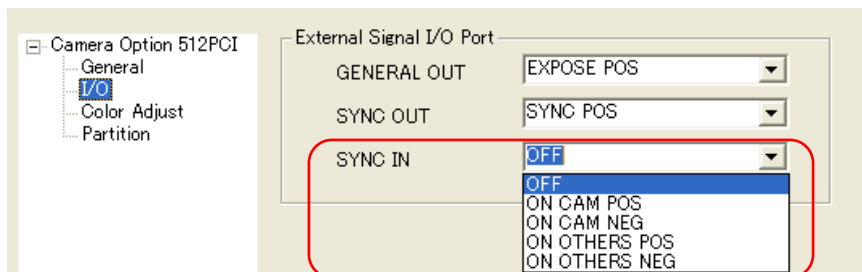 Camera Option 512PCI
General
I/O
Color Adjust
Partition
External Signal I/O Port
GENERAL OUT EXPOSE POS
SYNC OUT SYNC POS
SYNC IN OFF
OFF
ON CAM POS
ON CAM NEG
ON OTHERS POS
ON OTHERS NEG